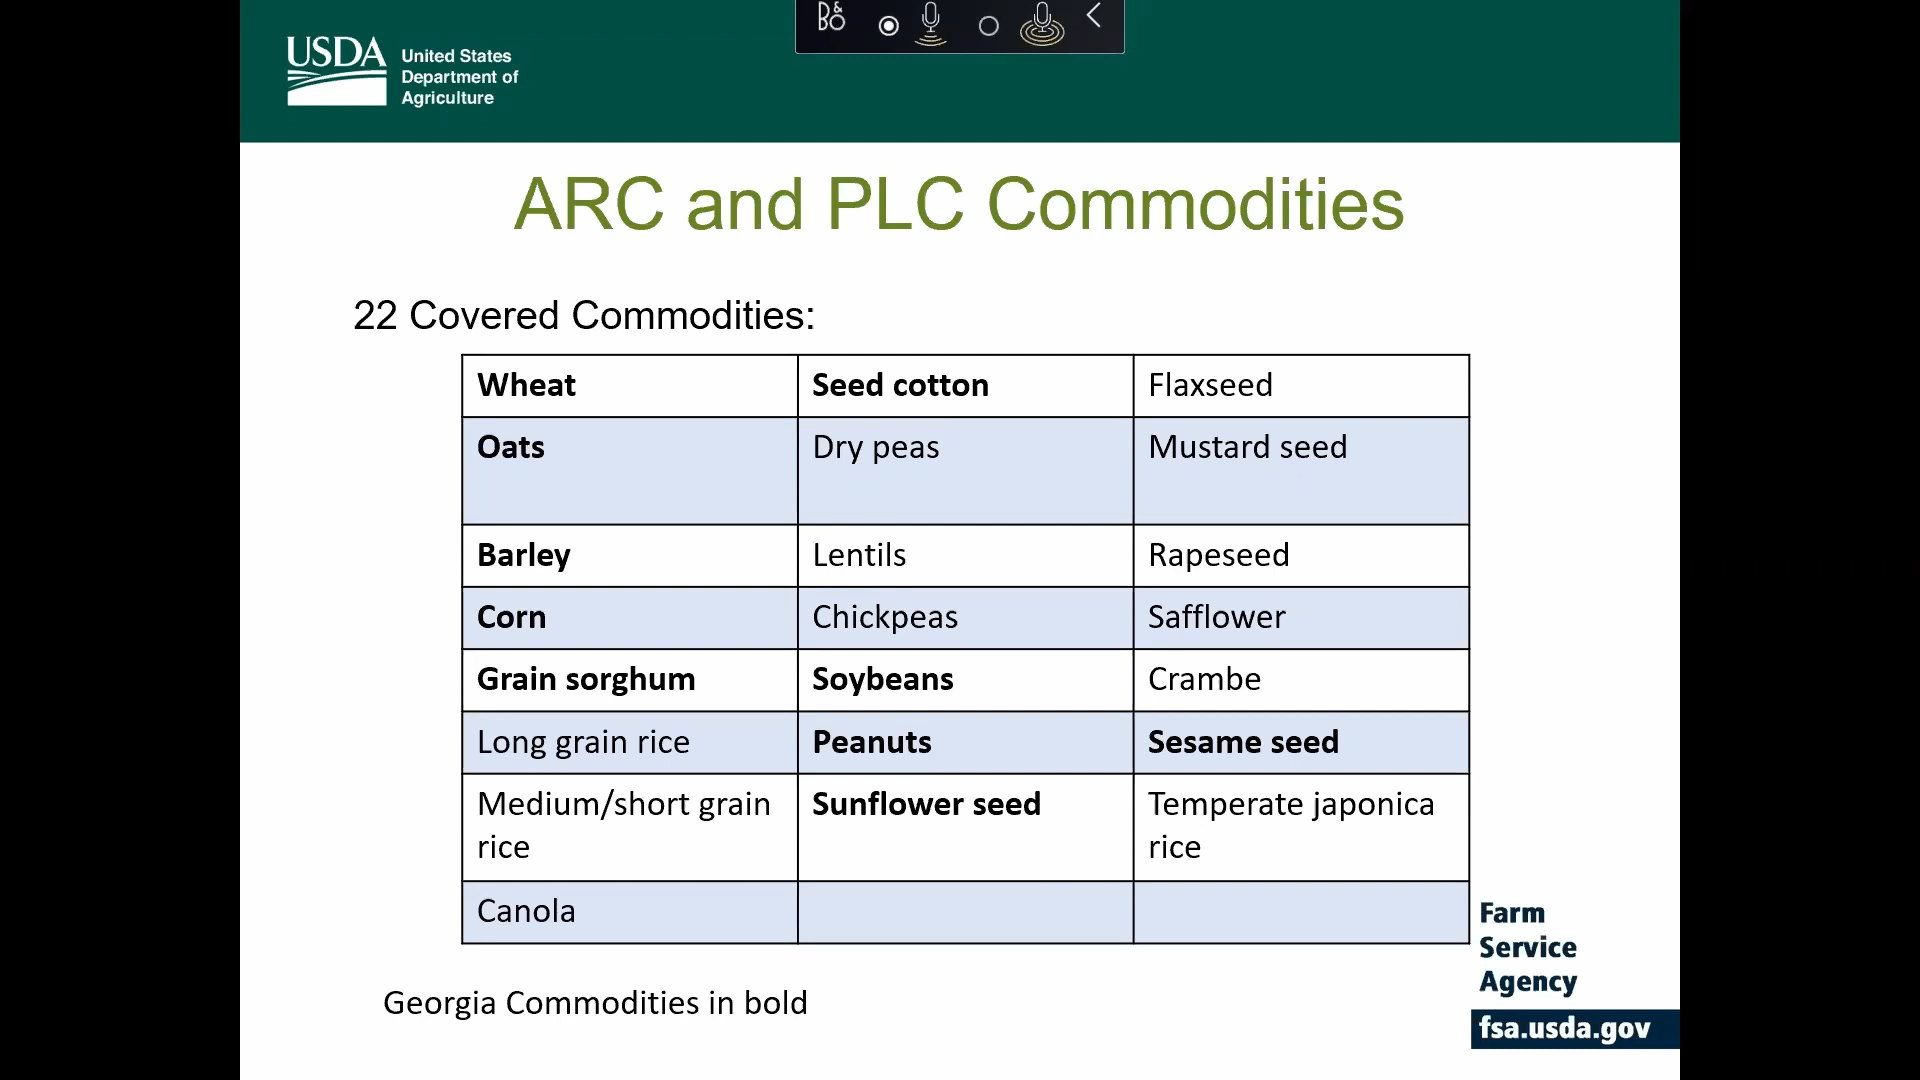 B&O
USDA
United States
Department of
Agriculture
ARC and PLC Commodities
22 Covered Commodities:
Wheat Seed cotton Flaxseed
Oats Dry peas Mustard seed
Barley Lentils Rapeseed
Corn Chickpeas Safflower
Grain sorghum Soybeans Crambe
Long grain rice Peanuts Sesame seed
Medium/short grain Sunflower seed Temperate japonica
rice rice
Canola
Georgia Commodities in bold
Farm
Service
Agency
fsa.usda.gov